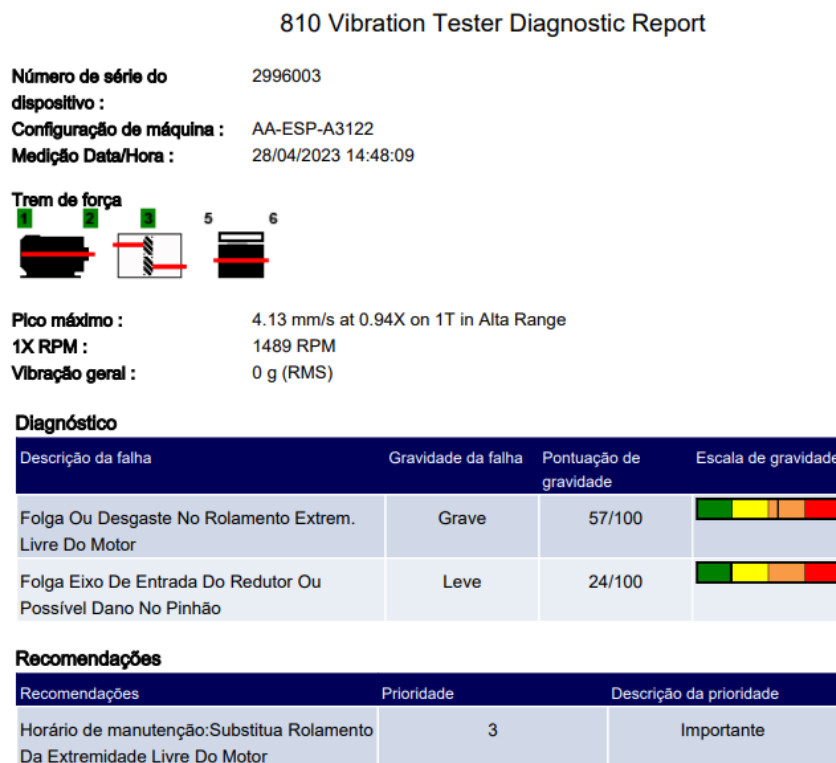 810 Vibration Tester Diagnostic Report
Número de série do
dispositivo :
2996003
Configuração de máquina :
AA-ESP-A3122
Medição Data/Hora :
28/04/2023 14:48:09
Trem de força
1 2 3 5 6
Pico máximo :
4.13 mm/s at 0.94X on 1T in Alta Range
1X RPM :
1489 RPM
Vibração geral :
0 g (RMS)
Diagnóstico
Descrição da falha
Gravidade da falha
Pontuação de
gravidade
Escala de gravidade
Folga Ou Desgaste No Rolamento Extrem.
Livre Do Motor
Grave
57/100
Folga Eixo De Entrada Do Redutor Ou
Possível Dano No Pinhão
Leve
24/100
Recomendações
Recomendações
Prioridade
Descrição da prioridade
Horário de manutenção:Substitua Rolamento
Da Extremidade Livre Do Motor
3
Importante